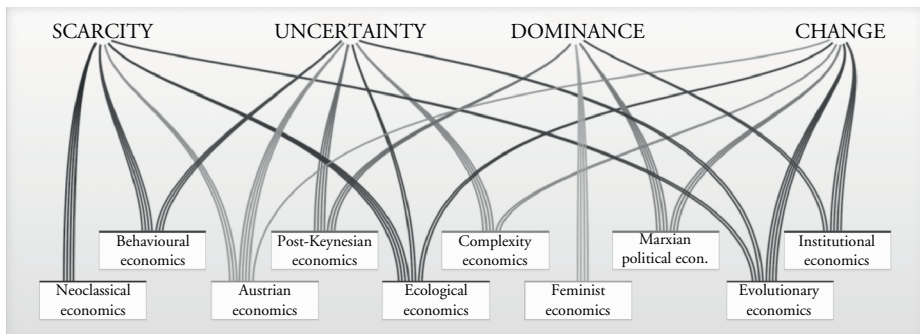 SCARCITY
UNCERTAINTY
DOMINANCE
CHANGE
Behavioural
economics
Post-Keynesian
economics
Complexity
economics
Marxian
political econ.
Institutional
economics
Neoclassical
economics
Austrian
economics
Ecological
economics
Feminist
economics
Evolutionary
economics